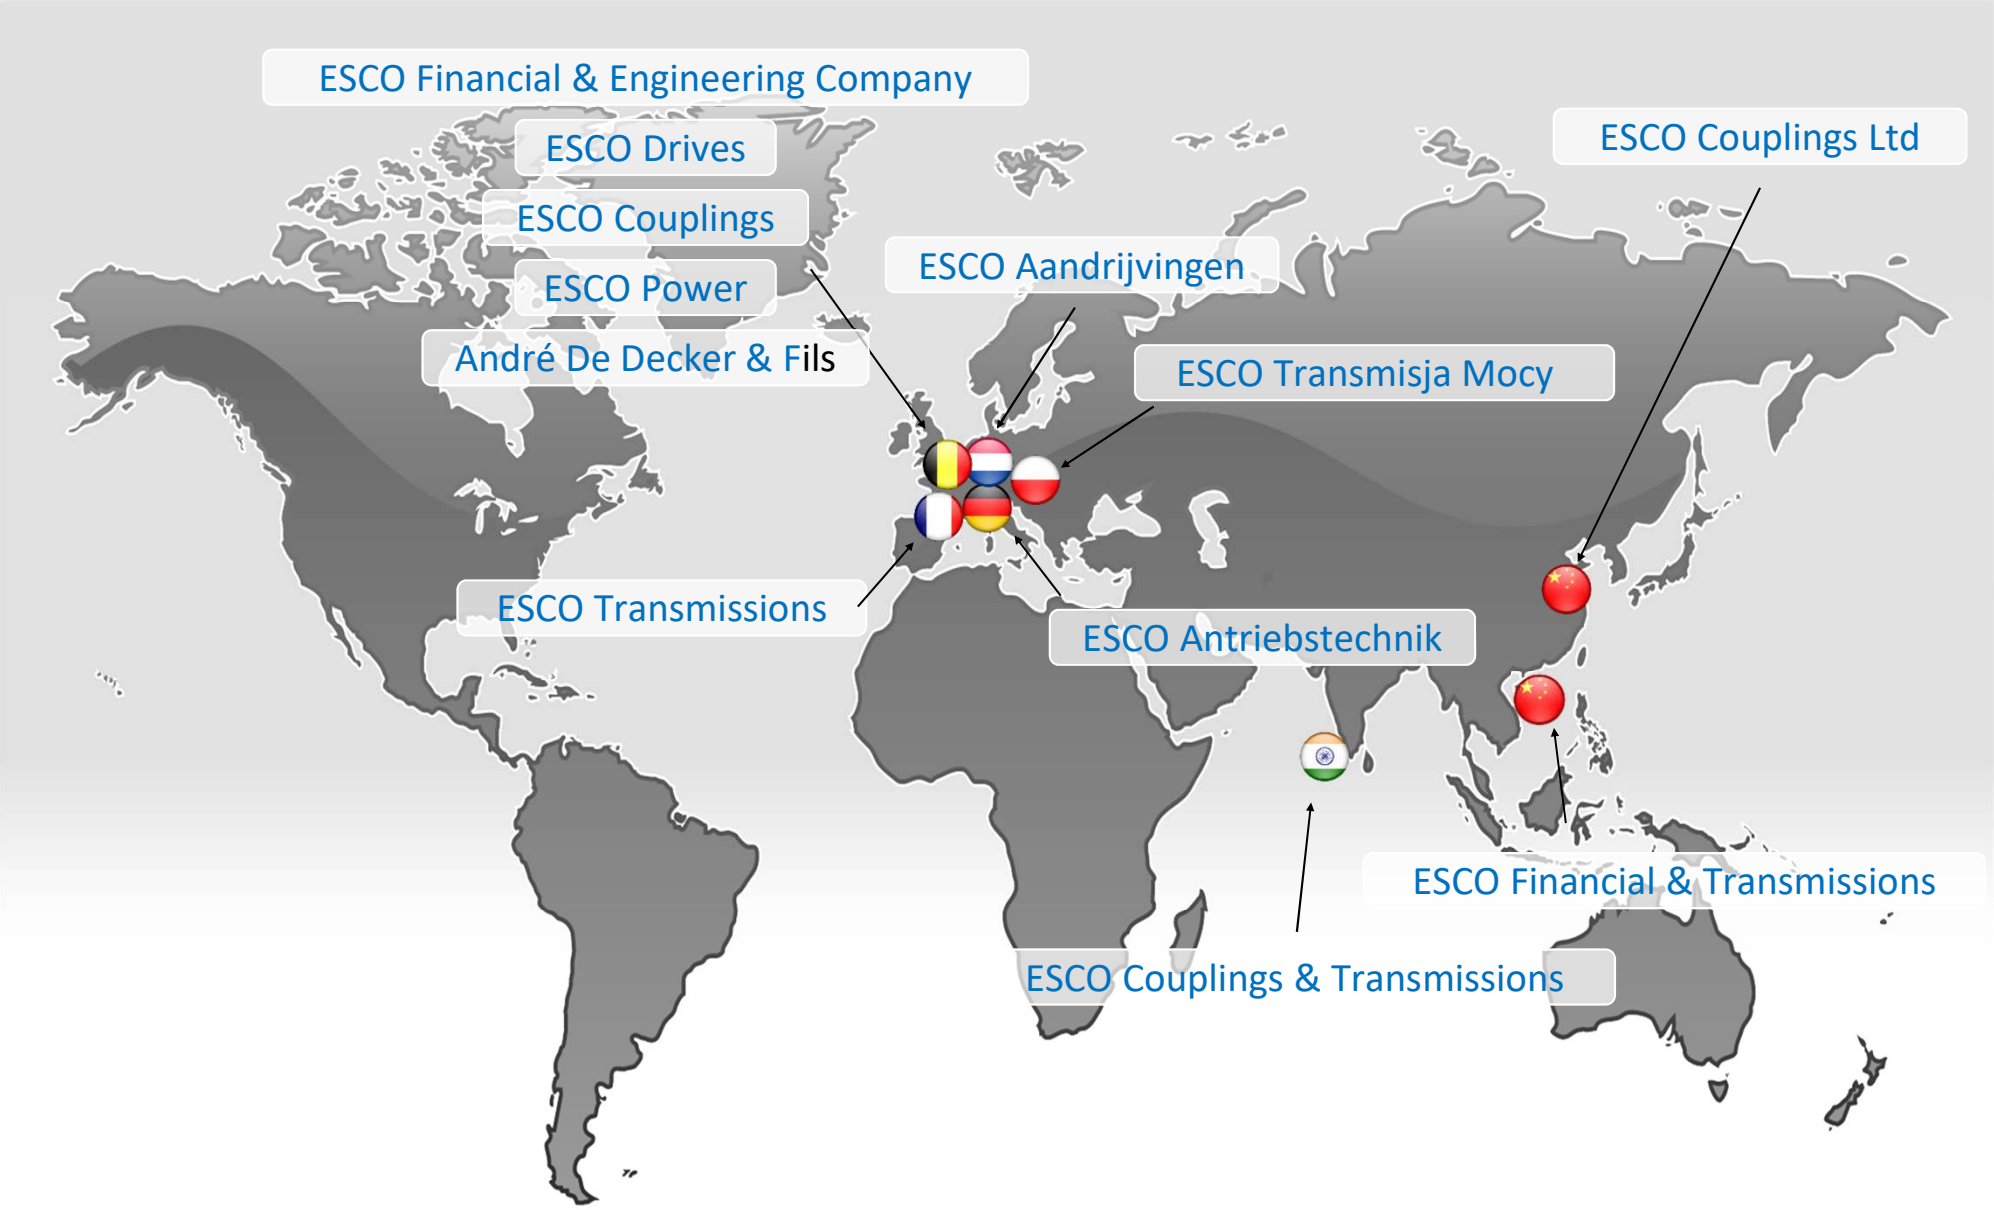 ESCO Financial & Engineering Company
ESCO Drives
ESCO Couplings Ltd
ESCO Couplings
ESCO Aandrijvingen
ESCO Power
André De Decker & Fils
ESCO Transmisja Mocy
ESCO Transmissions
ESCO Antriebstechnik
ESCO Financial & Transmissions
ESCO Couplings & Transmissions